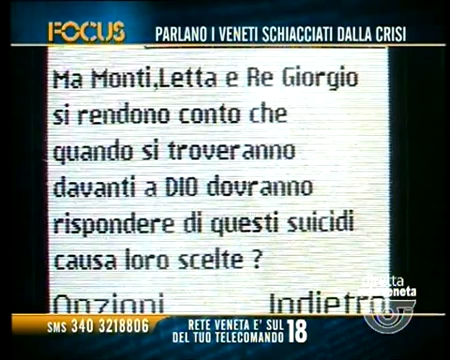 FOCUS
PARLANO I VENETI SCHIACCIATI DALLA CRISI
Ma Monti,Letta e Re Giorgio
si rendono conto che
quando si troveranno
davanti a DIO dovranno
rispondere di questi suicidi
causa loro scelte ?
Opzioni Indietro
SMS 340 3218806
RETE VENETA E' SUL
DEL TUO TELECOMANDO 18